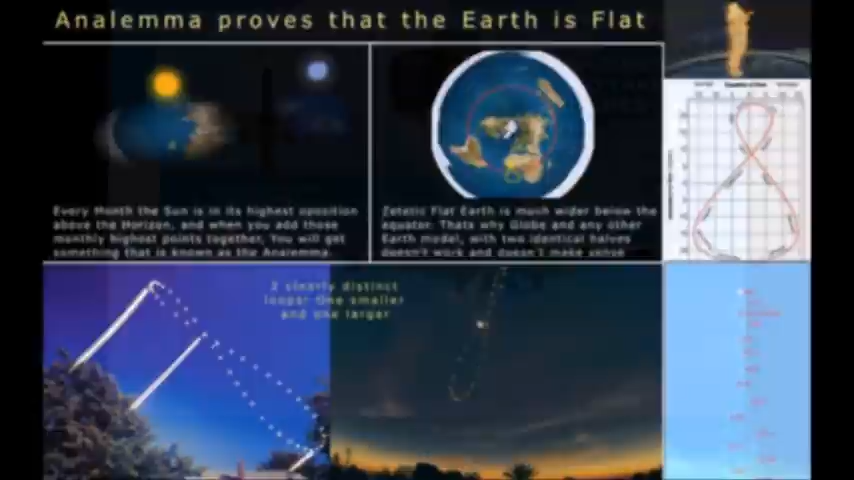 Analemma proves that the Earth is Flat
Every Month the Sun is in its highest opposition
above the Horizon, and when you add those
monthly highest points together, You will get
something that is known as the Analemma.
Zetetic Flat Earth is much wider below the
equator. Thats why Globe and any other
Earth model, with two identical halves
doesn't work and doesn't make sense
2 clearly distinct
loops: One smaller
and one larger